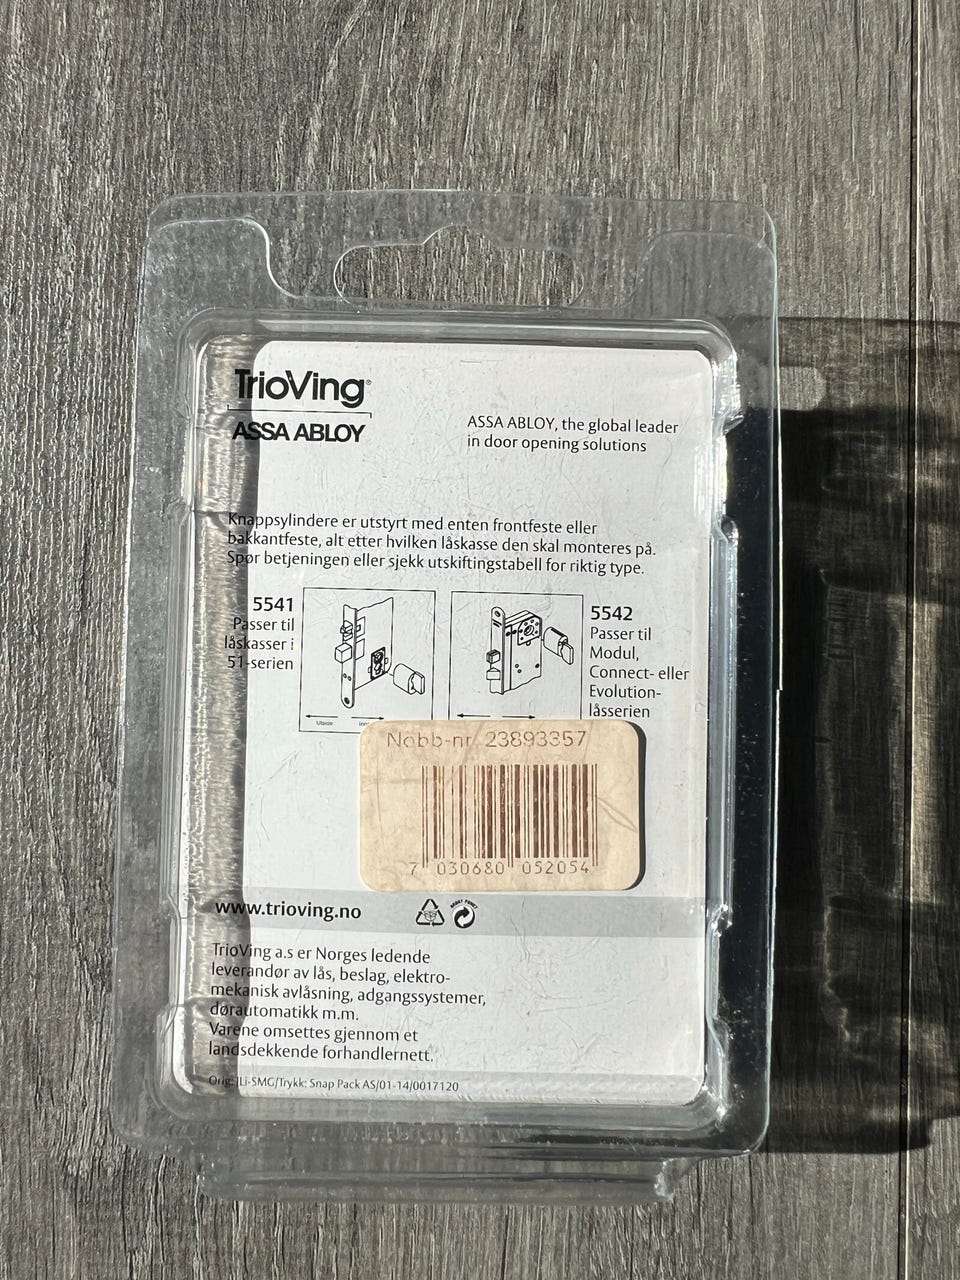 TrioVing®
ASSA ABLOY
ASSA ABLOY, the global leader
in door opening solutions
Knappsylindere er utstyrt med enten frontfeste eller
bakkantfeste, alt etter hvilken låskasse den skal monteres på.
Spør betjeningen eller sjekk utskiftingstabell for riktig type.
5541
Passer til
låskasser i
51-serien
Utside
5542
Passer til
Modul,
Connect- eller
Evolution-
låsserien
Nobb-nr. 23893357
7 030680 052054
www.trioving.no
TrioVing a.s er Norges ledende
leverandør av lås, beslag, elektro-
mekanisk avlåsning, adgangssystemer,
dørautomatikk m.m.
Varene omsettes gjennom et
landsdekkende forhandlernett.
Orig: JLi-SMG/Trykk: Snap Pack AS/01-14/0017120